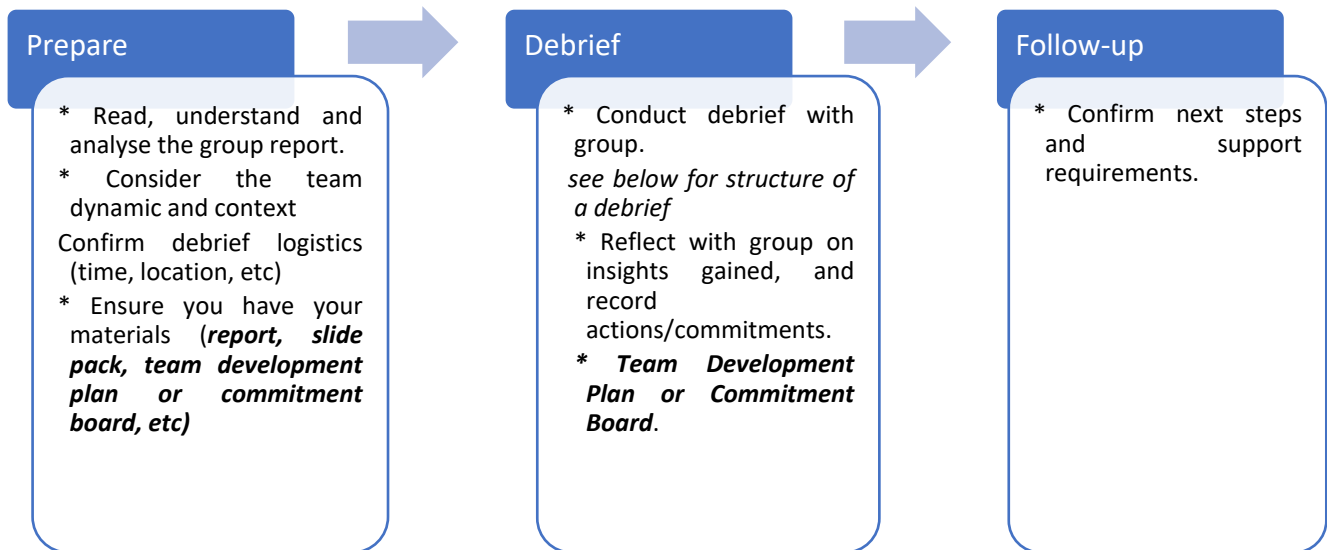 Prepare
* Read, understand and
analyse the group report.
* Consider the team
dynamic and context
Confirm debrief logistics
(time, location, etc)
* Ensure you have your
materials (report, slide
pack, team development
plan or commitment
board, etc)
Debrief
* Conduct debrief with
group.
see below for structure of
a debrief
* Reflect with group on
insights gained, and
record
actions/commitments.
* Team Development
Plan or Commitment
Board.
Follow-up
* Confirm next steps
and support
requirements.